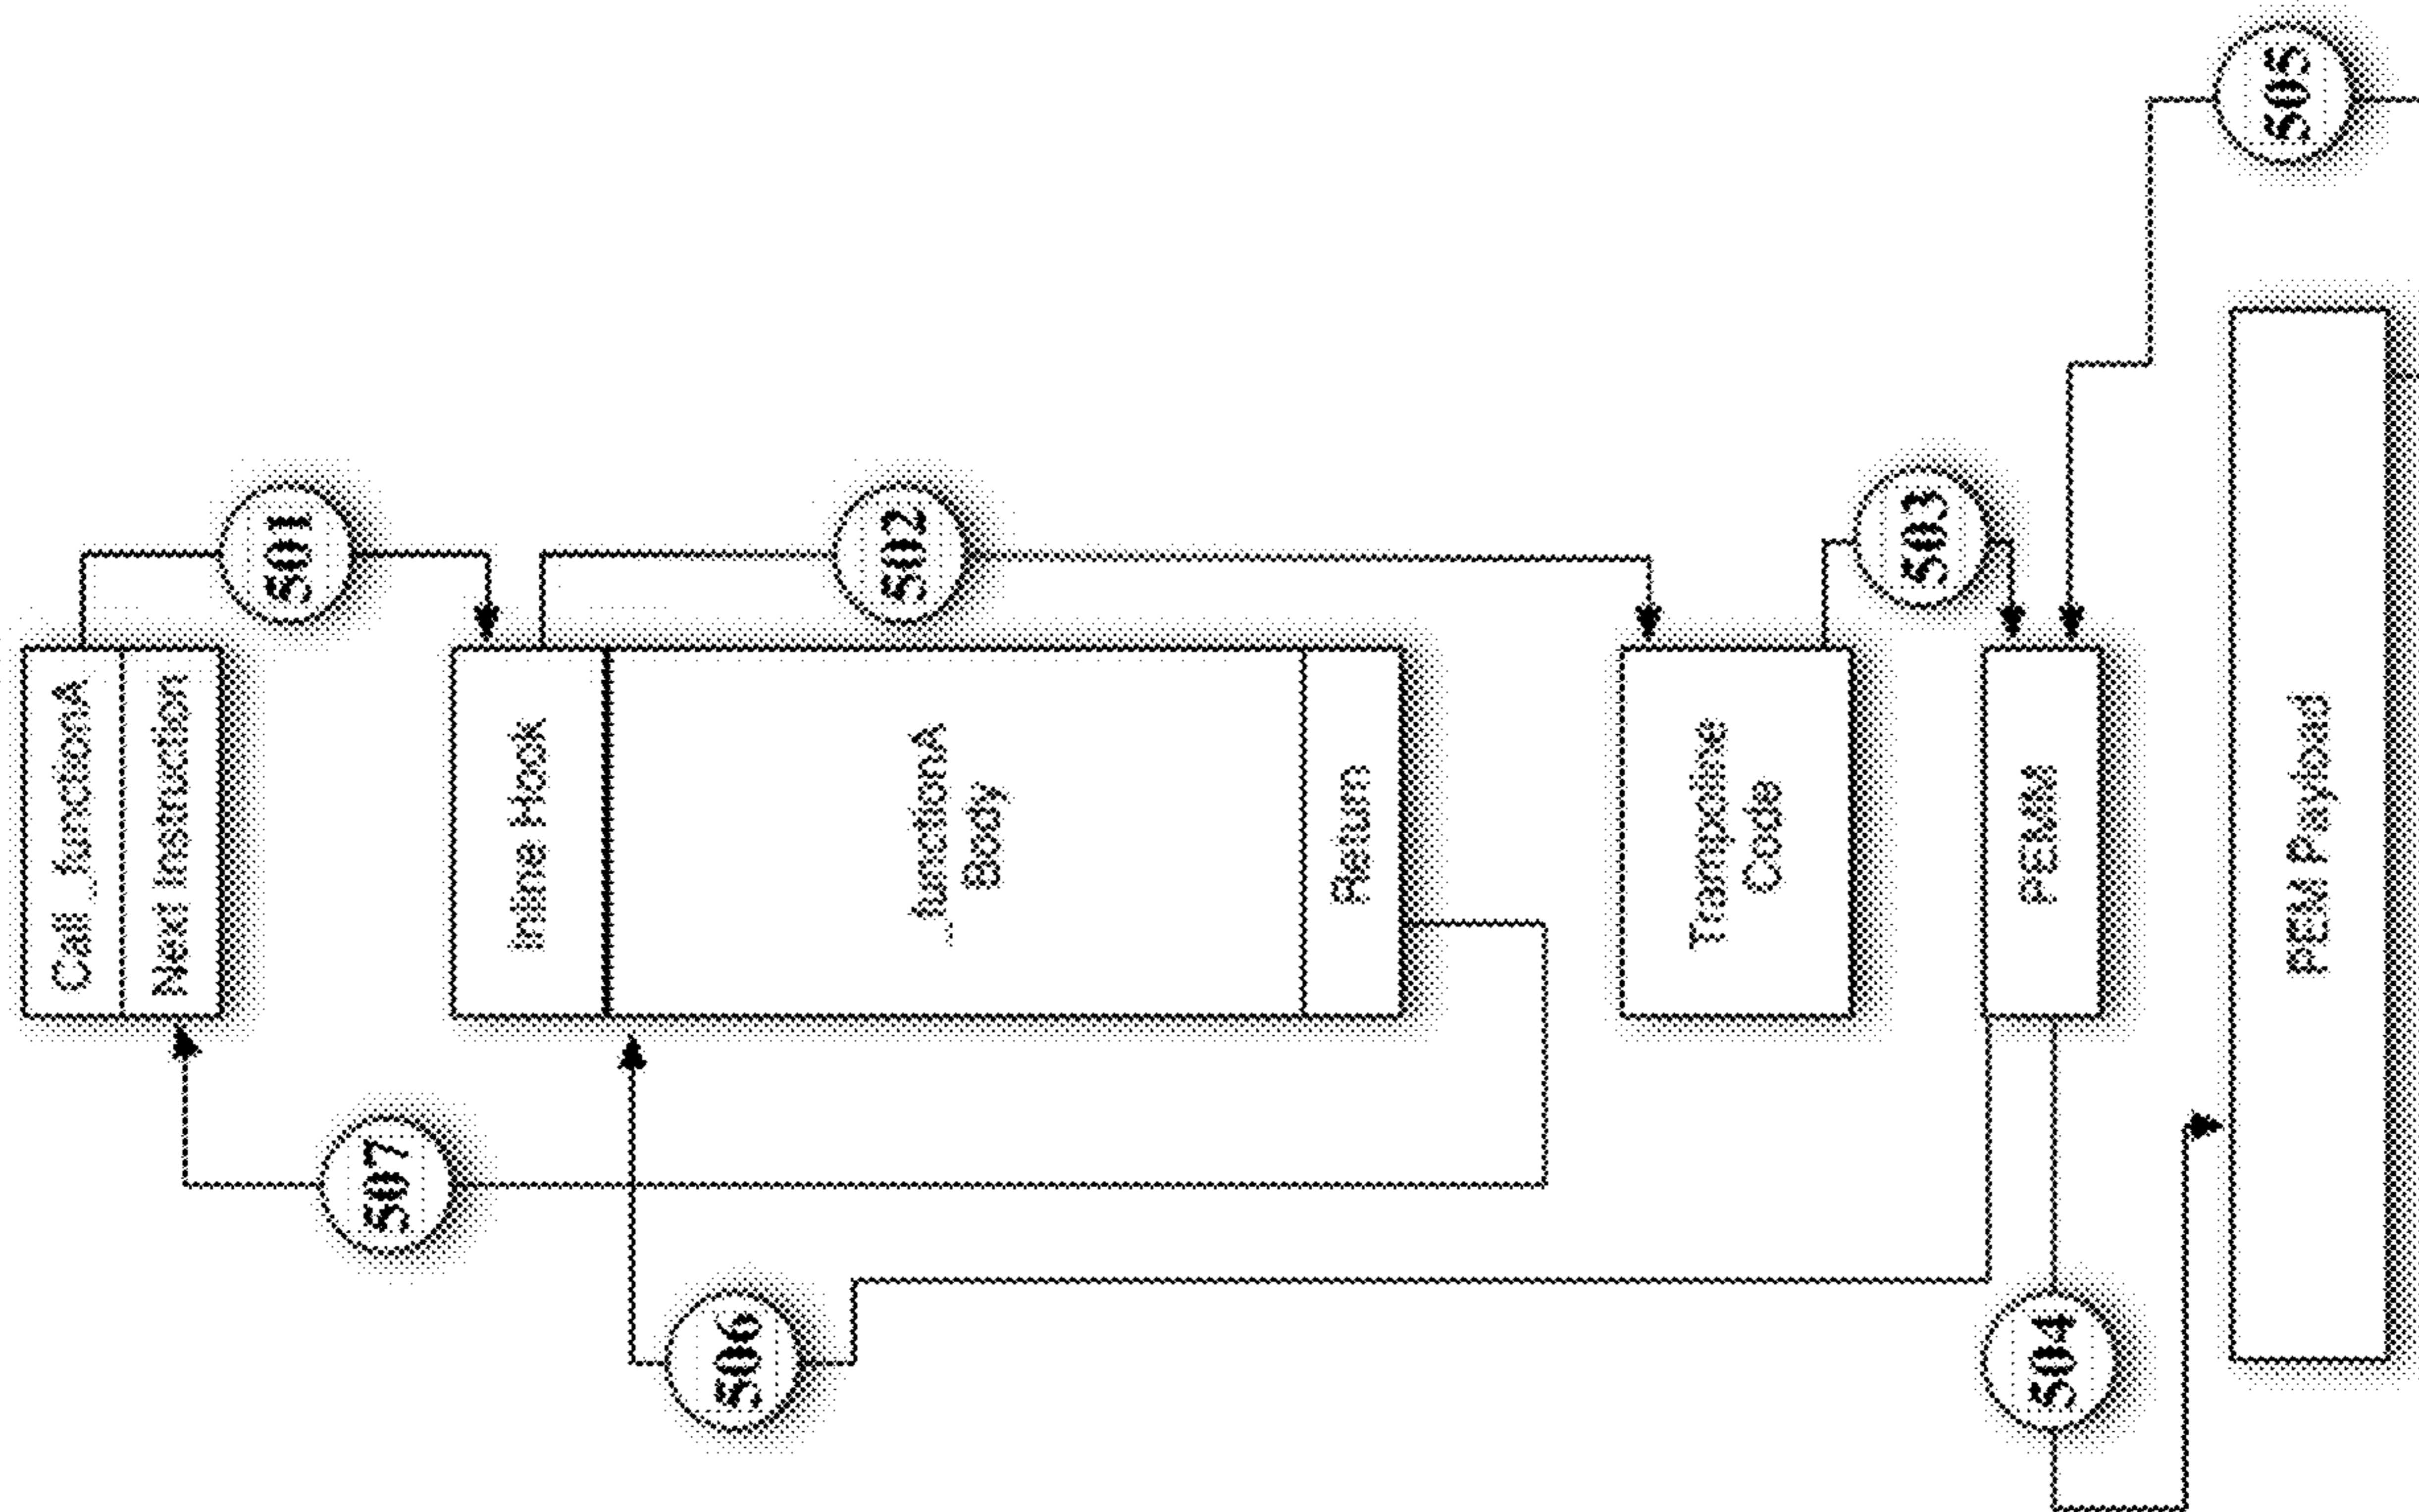 Call _functionA
Next Instruction
501
Inline Hook
502
_functionA
Body
Return
Trampoline
Code
503
PEMM
505
PEM Payload
507
506
504